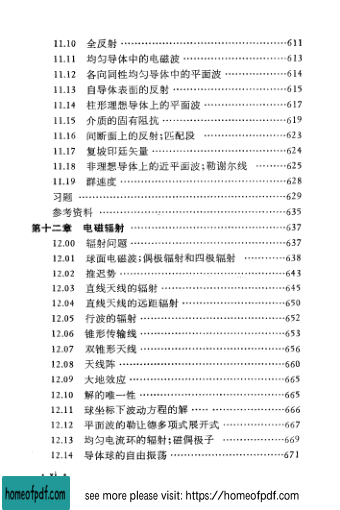 11.10 全反射 ……611
11.11 均匀导体中的电磁波 ……613
11.12 各向同性均匀导体中的平面波 ……614
11.13 自导体表面的反射 ……615
11.14 柱形理想导体上的平面波 ……617
11.15 介质的固有阻抗 ……619
11.16 间断面上的反射;匹配段 ……623
11.17 复坡印廷矢量 ……624
11.18 非理想导体上的近平面波;勒谢尔线 ……625
11.19 群速度 ……628
习题 ……629
参考资料 ……635
第十二章 电磁辐射 ……637
12.00 辐射问题 ……637
12.01 球面电磁波;偶极辐射和四极辐射 ……638
12.02 推迟势 ……643
12.03 直线天线的辐射 ……645
12.04 直线天线的远距辐射 ……650
12.05 行波的辐射 ……652
12.06 锥形传输线 ……653
12.07 双锥形天线 ……656
12.08 天线阵 ……660
12.09 大地效应 ……665
12.10 解的唯一性 ……665
12.11 球坐标下波动方程的解 ……666
12.12 平面波的勒让德多项式展开式 ……667
12.13 均匀电流环的辐射;磁偶极子 ……669
12.14 导体球的自由振荡 ……671
homeofpdf.com
see more please visit: https://homeofpdf.com